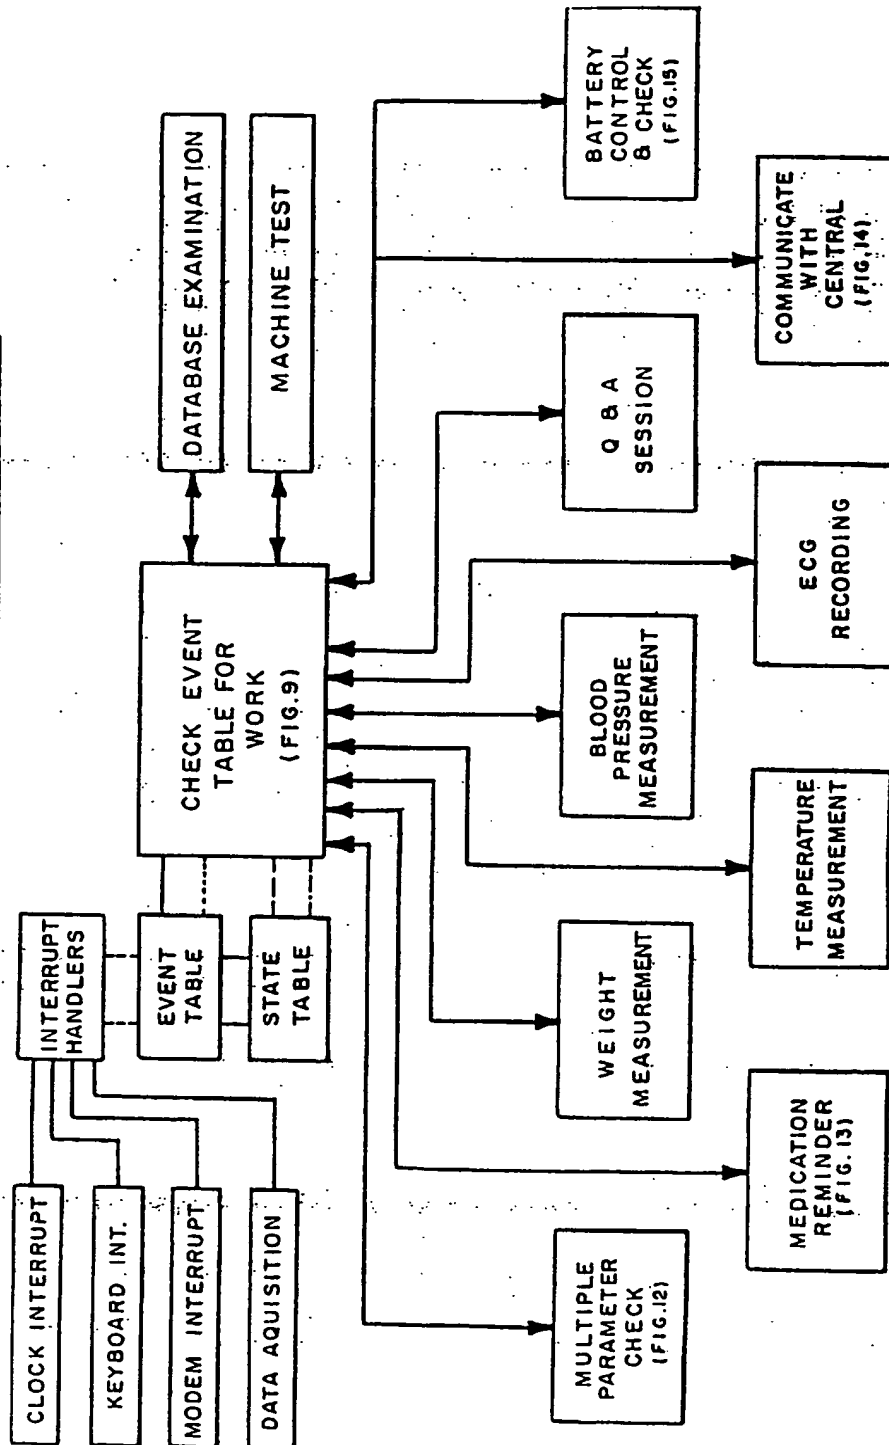 CLOCK INTERRUPT
KEYBOARD INT.
MODEM INTERRUPT
DATA AQUISITION
INTERRUPT
HANDLERS
EVENT
TABLE
STATE
TABLE
CHECK EVENT
TABLE FOR
WORK
(FIG.9)
DATABASE EXAMINATION
MACHINE TEST
MULTIPLE
PARAMETER
CHECK
(FIG.12)
MEDICATION
REMINDER
(FIG.13)
WEIGHT
MEASUREMENT
TEMPERATURE
MEASUREMENT
BLOOD
PRESSURE
MEASUREMENT
ECG
RECORDING
Q & A
SESSION
COMMUNICATE
WITH
CENTRAL
(FIG.14)
BATTERY
CONTROL
& CHECK
(FIG.15)